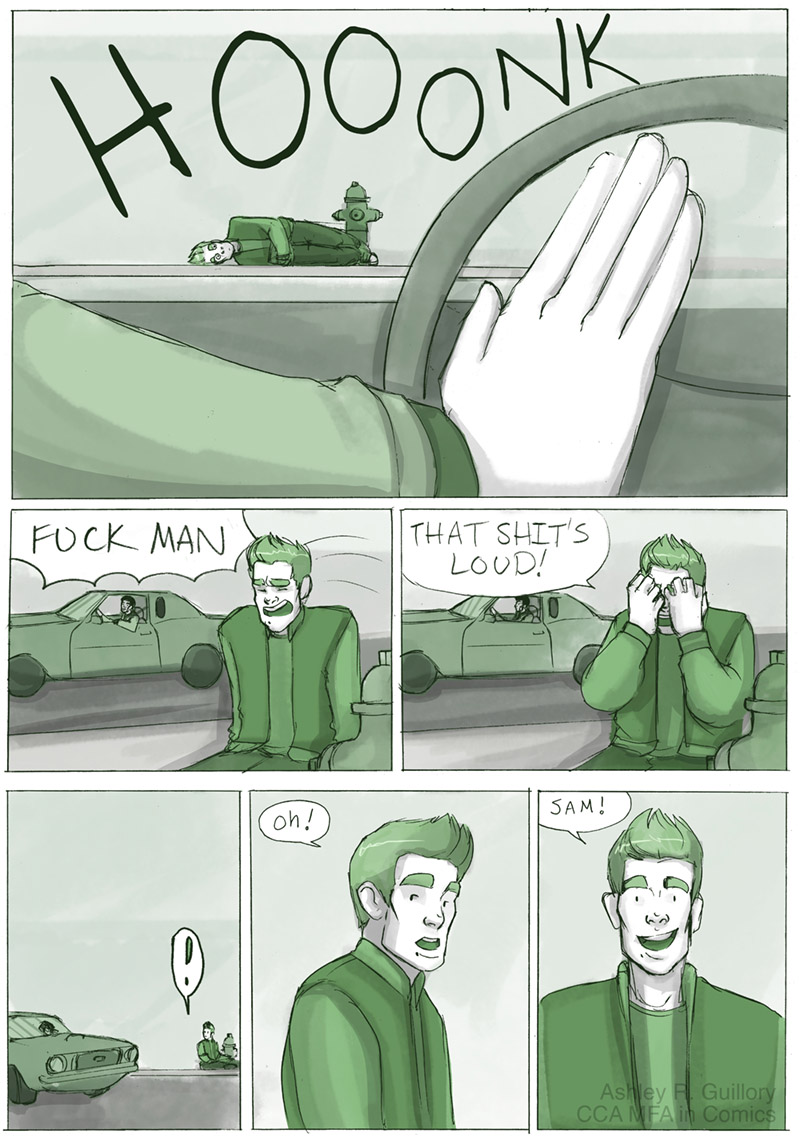 HOOONK
FUCK MAN
THAT SHIT'S
LOUD!
!
oh!
SAM!
Ashley R. Guillory
CCA MFA in Comics